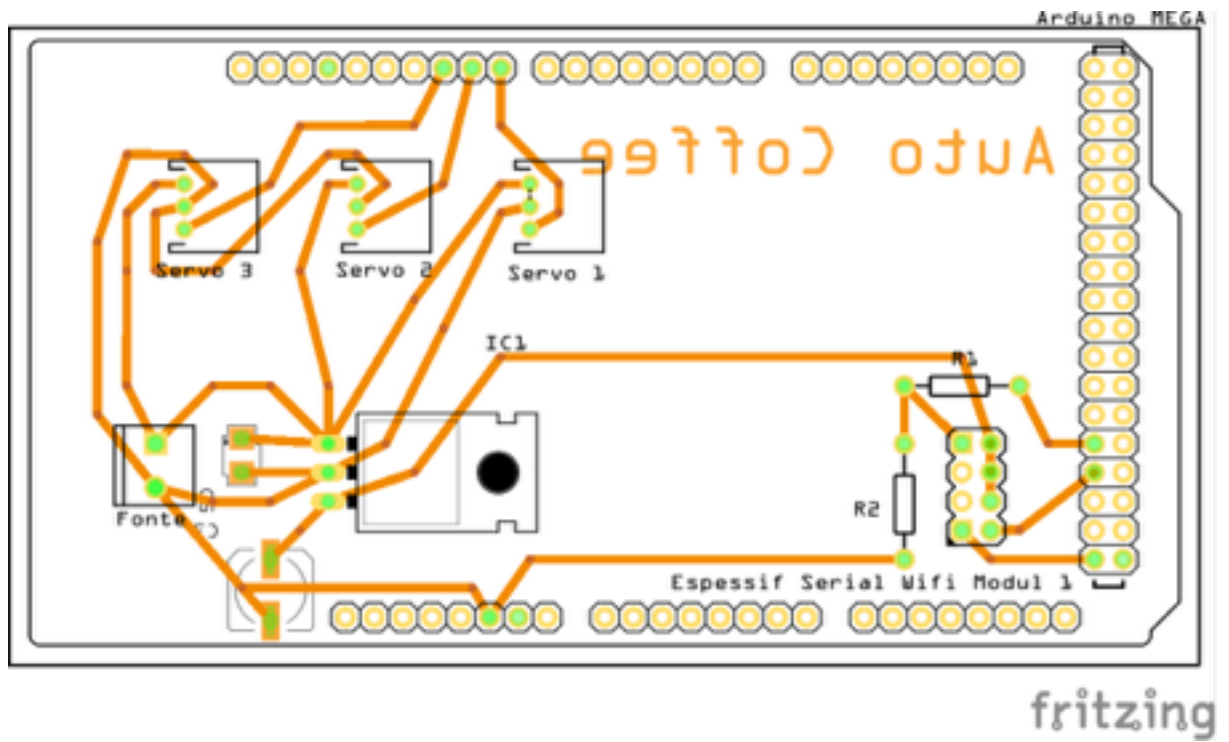 Arduino MEGA
Auto Coffee
Servo 3
Servo 2
Servo 1
IC1
R1
R2
Fonte
Espessif Serial Wifi Modul 1
fritzing